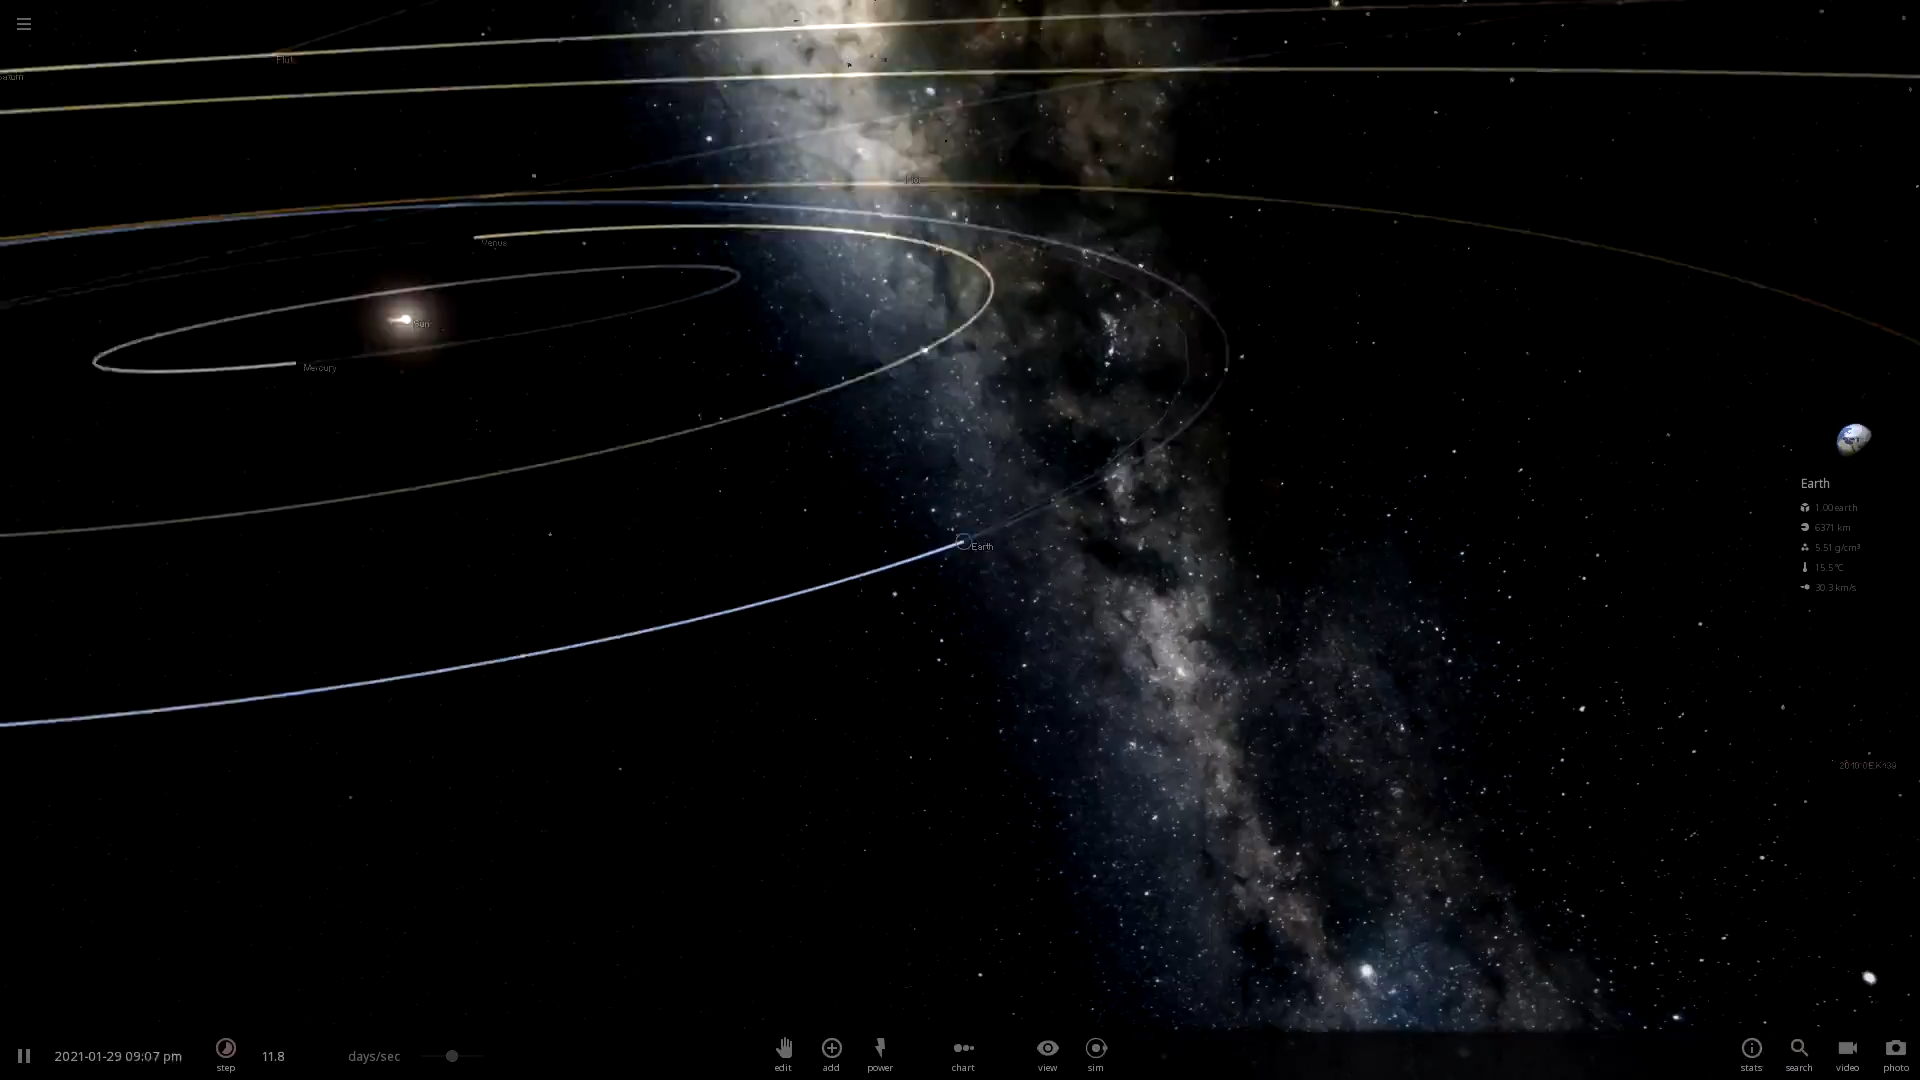 Venus
Sun
Mercury
Earth
Earth
1.00 earth
6371 km
5.51 g/cm³
15.5 °C
30.3 km/s
2021-01-29 09:07 pm
step
11.8
days/sec
edit
add
power
chart
view
sim
stats
search
video
photo